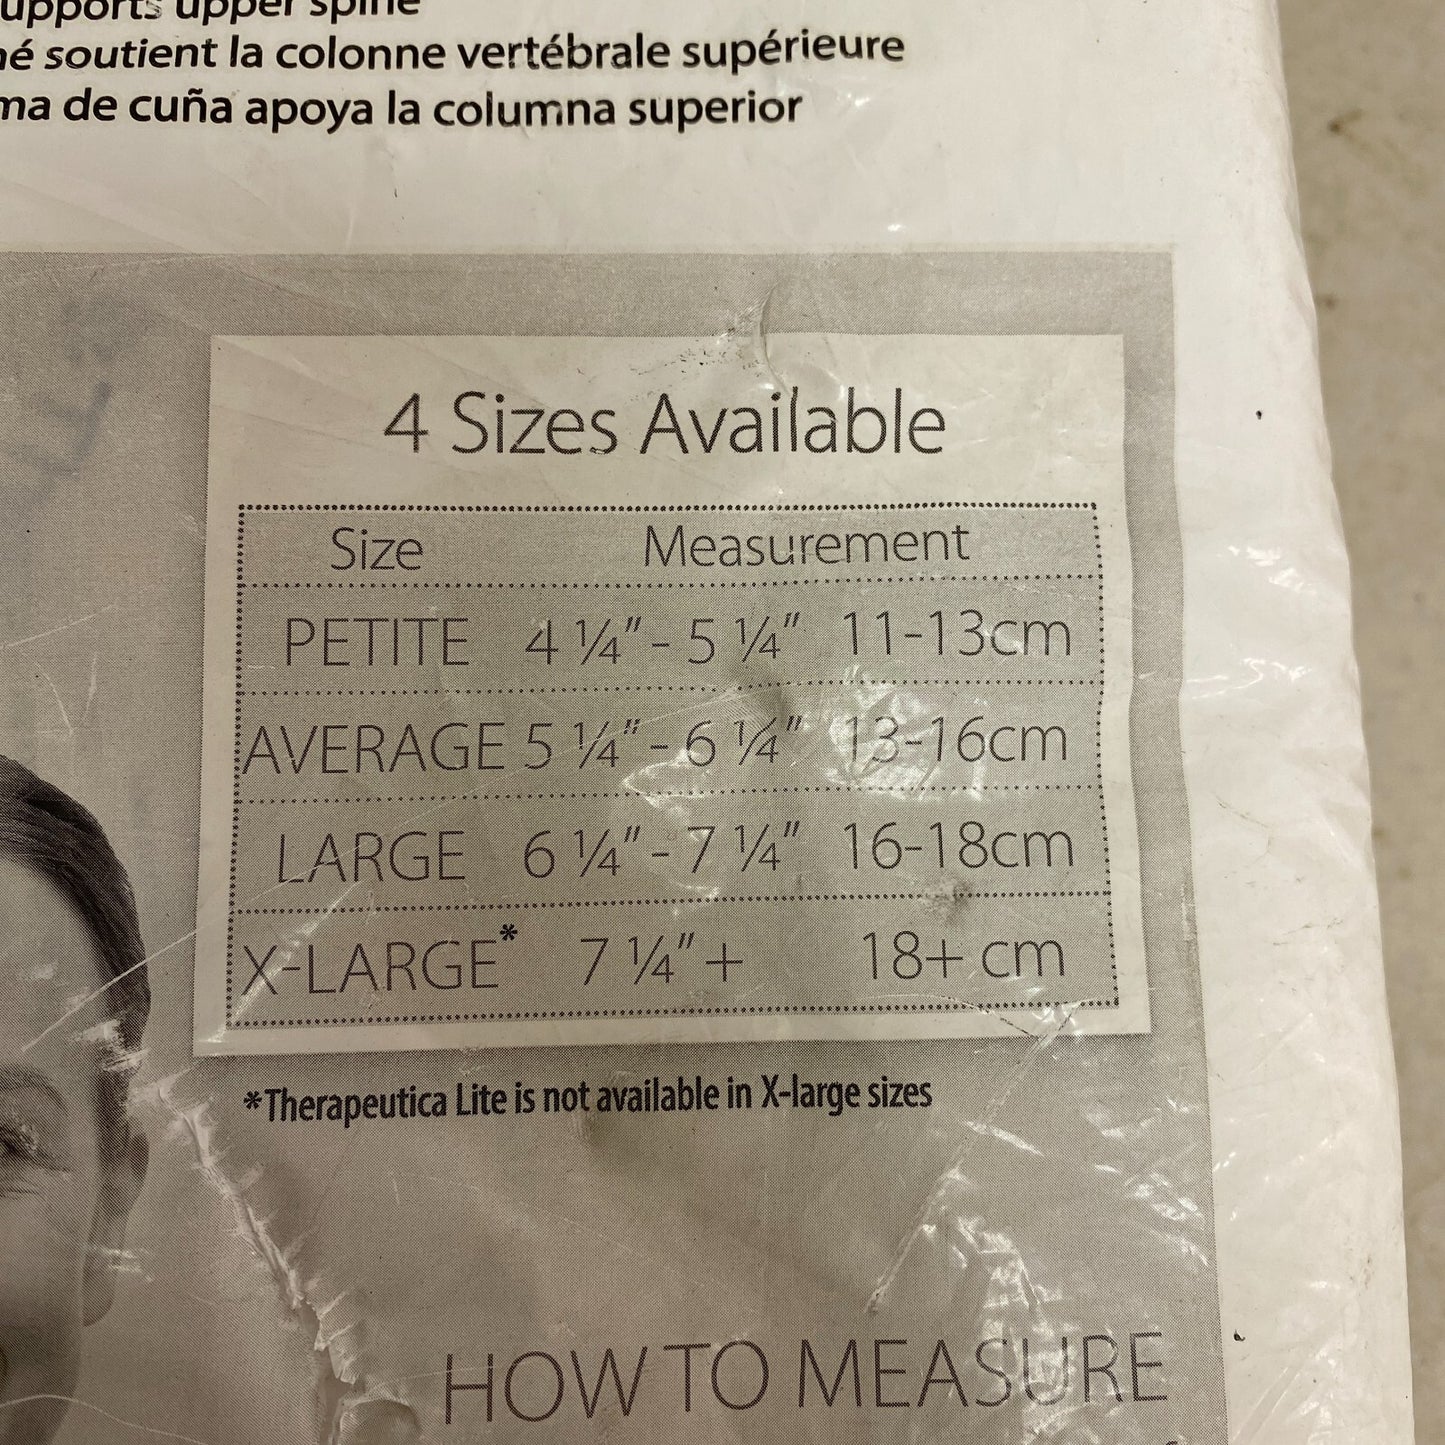 upper spine
soutient la colonne vertébrale supérieure
de cuña apoya la columna superior
4 Sizes Available
Size Measurement
PETITE 4 ¼" - 5 ¼" 11-13cm
AVERAGE 5 ¼" - 6 ¼" 13-16cm
LARGE 6 ¼" - 7 ¼" 16-18cm
X-LARGE* 7 ¼" + 18+ cm
*Therapeutica Lite is not available in X-large sizes
HOW TO MEASURE